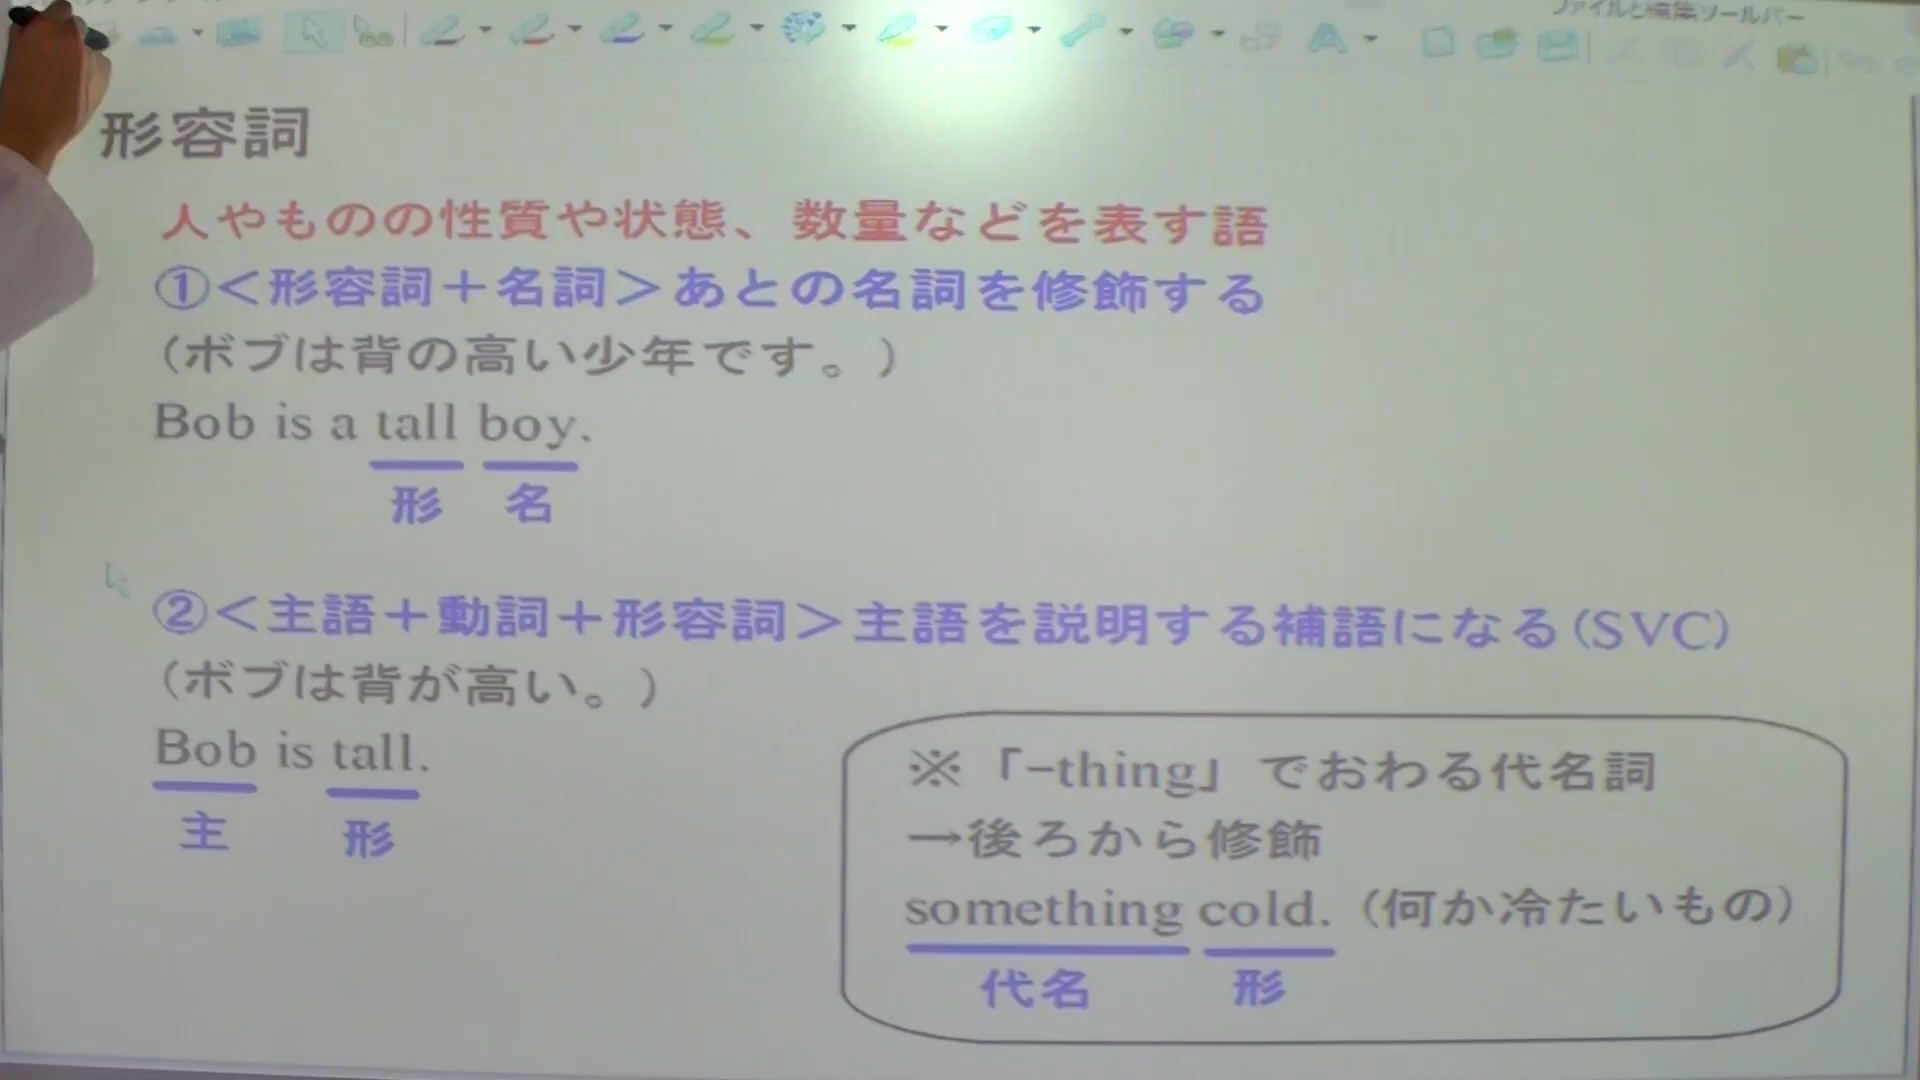 ファイルと編集ツールバー
形容詞
人やものの性質や状態、数量などを表す語
①＜形容詞＋名詞＞あとの名詞を修飾する
（ボブは背の高い少年です。）
Bob is a tall boy.
形 名
②＜主語＋動詞＋形容詞＞主語を説明する補語になる（SVC）
（ボブは背が高い。）
Bob is tall.
主 形
※「-thing」でおわる代名詞
→後ろから修飾
something cold.（何か冷たいもの）
代名 形